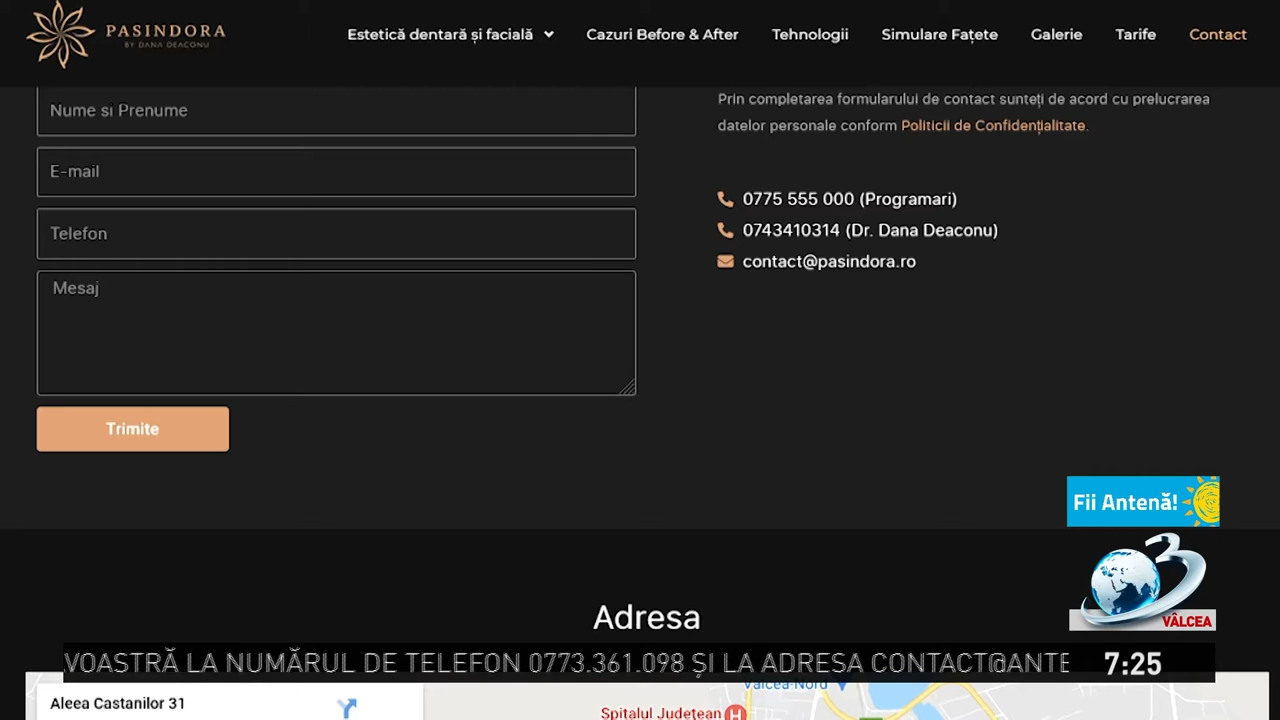 PASINDORA
BY DANA DEACONU
Estetică dentară și facială
Cazuri Before & After
Tehnologii
Simulare Fațete
Galerie
Tarife
Contact
Nume si Prenume
E-mail
Telefon
Mesaj
Trimite
Prin completarea formularului de contact sunteți de acord cu prelucrarea
datelor personale conform Politicii de Confidențialitate.
0775 555 000 (Programari)
0743410314 (Dr. Dana Deaconu)
contact@pasindora.ro
Fii Antenă!
3
VÂLCEA
Adresa
VOASTRĂ LA NUMĂRUL DE TELEFON 0773.361.098 ȘI LA ADRESA CONTACT@ANTE
7:25
Aleea Castanilor 31
Vâlcea-Nord
Spitalul Județean
H